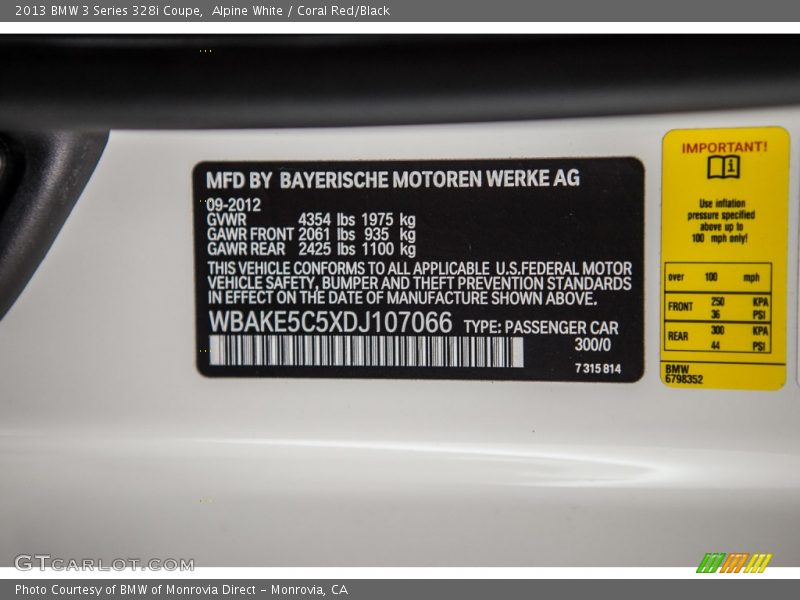 2013 BMW 3 Series 328i Coupe,  Alpine White / Coral Red/Black
MFD BY BAYERISCHE MOTOREN WERKE AG
09-2012
GVWR 4354 lbs 1975 kg
GAWR FRONT 2061 lbs 935 kg
GAWR REAR 2425 lbs 1100 kg
THIS VEHICLE CONFORMS TO ALL APPLICABLE U.S.FEDERAL MOTOR
VEHICLE SAFETY, BUMPER AND THEFT PREVENTION STANDARDS
IN EFFECT ON THE DATE OF MANUFACTURE SHOWN ABOVE.
WBAKE5C5XDJ107066 TYPE: PASSENGER CAR
300/0
7 315 814
IMPORTANT!
i
Use inflation
pressure specified
above up to
100 mph only!
over 100 mph
FRONT 250 KPA
36 PSI
REAR 300 KPA
44 PSI
BMW
6798352
GTCARLOT.COM
Photo Courtesy of BMW of Monrovia Direct – Monrovia, CA